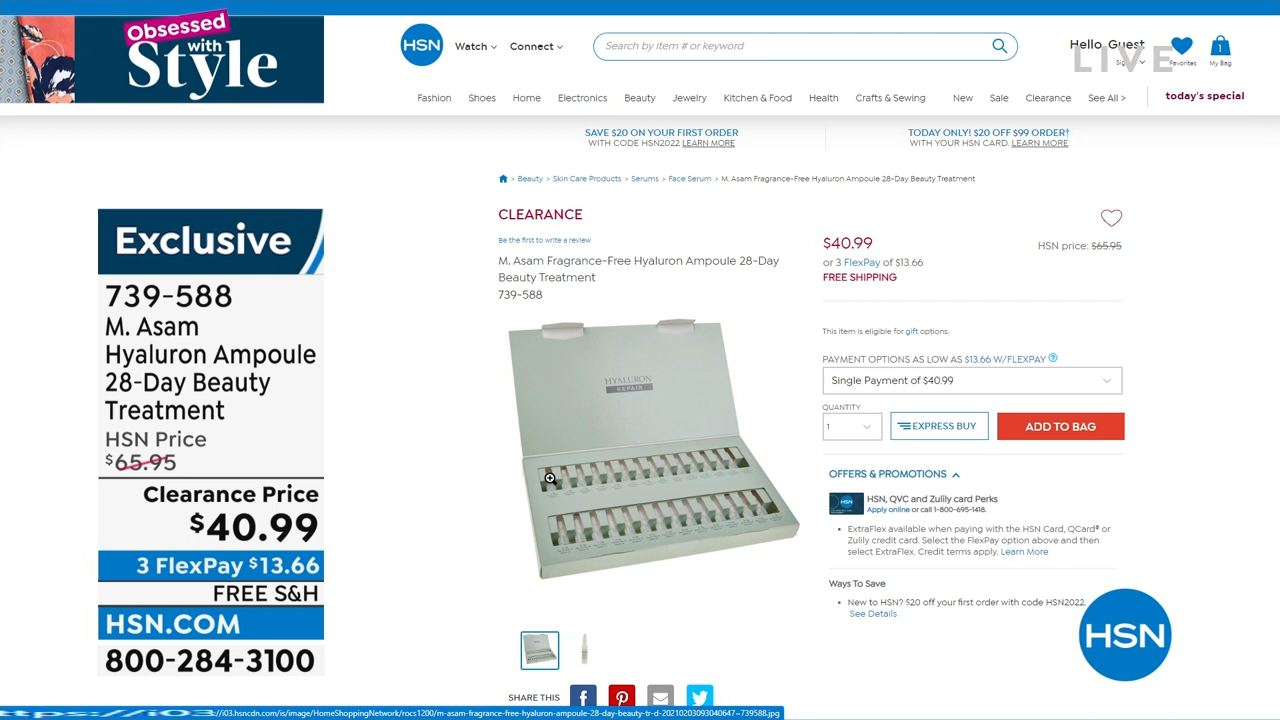 Obsessed
with
Style
HSN
Watch
Connect
Search by item # or keyword
Hello, Guest
LIVE
Favorites
1
My Bag
Fashion
Shoes
Home
Electronics
Beauty
Jewelry
Kitchen & Food
Health
Crafts & Sewing
New
Sale
Clearance
See All >
today's special
SAVE $20 ON YOUR FIRST ORDER
WITH CODE HSN2022 LEARN MORE
TODAY ONLY! $20 OFF $99 ORDER†
WITH YOUR HSN CARD. LEARN MORE
> Beauty > Skin Care Products > Serums > Face Serum > M. Asam Fragrance-Free Hyaluron Ampoule 28-Day Beauty Treatment
Exclusive
739-588
M. Asam
Hyaluron Ampoule
28-Day Beauty
Treatment
HSN Price
$65.95
Clearance Price
$40.99
3 FlexPay $13.66
FREE S&H
HSN.COM
800-284-3100
CLEARANCE
Be the first to write a review
M. Asam Fragrance-Free Hyaluron Ampoule 28-Day
Beauty Treatment
739-588
HYALURON
REPAIR
SHARE THIS
$40.99
HSN price: $65.95
or 3 FlexPay of $13.66
FREE SHIPPING
This item is eligible for gift options.
PAYMENT OPTIONS AS LOW AS $13.66 W/FLEXPAY
Single Payment of $40.99
QUANTITY
1
EXPRESS BUY
ADD TO BAG
OFFERS & PROMOTIONS
HSN
HSN, QVC and Zulily card Perks
Apply online or call 1-800-695-1418.
• ExtraFlex available when paying with the HSN Card, QCard® or
Zulily credit card. Select the FlexPay option above and then
select ExtraFlex. Credit terms apply. Learn More
Ways To Save
• New to HSN? $20 off your first order with code HSN2022.
See Details
HSN
://i03.hsncdn.com/is/image/HomeShoppingNetwork/rocs1200/m-asam-fragrance-free-hyaluron-ampoule-28-day-beauty-tr-d-20210203093040647~739588.jpg